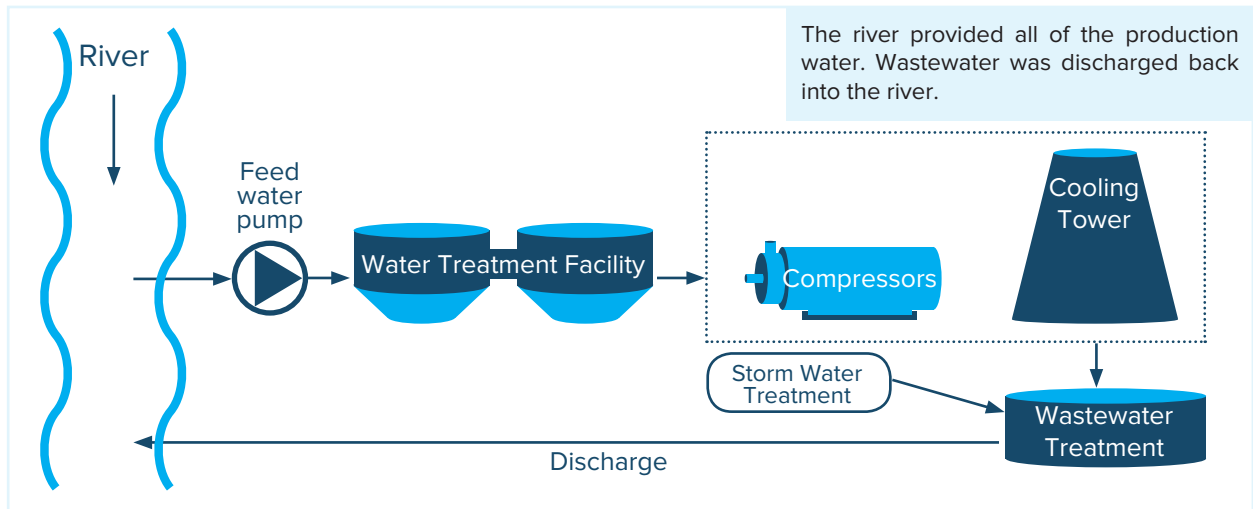 River
The river provided all of the production
water. Wastewater was discharged back
into the river.
Feed
water
pump
Water Treatment Facility
Compressors
Cooling
Tower
Storm Water
Treatment
Wastewater
Treatment
Discharge